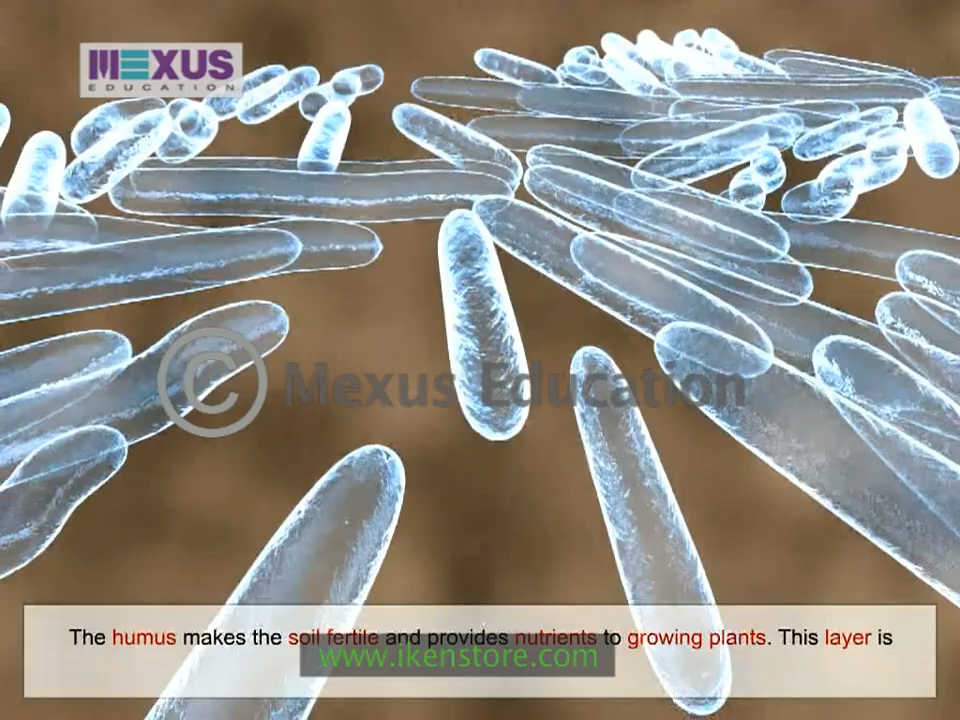 MEXUS
EDUCATION
© Mexus Education
The humus makes the soil fertile and provides nutrients to growing plants. This layer is
www.ikenstore.com